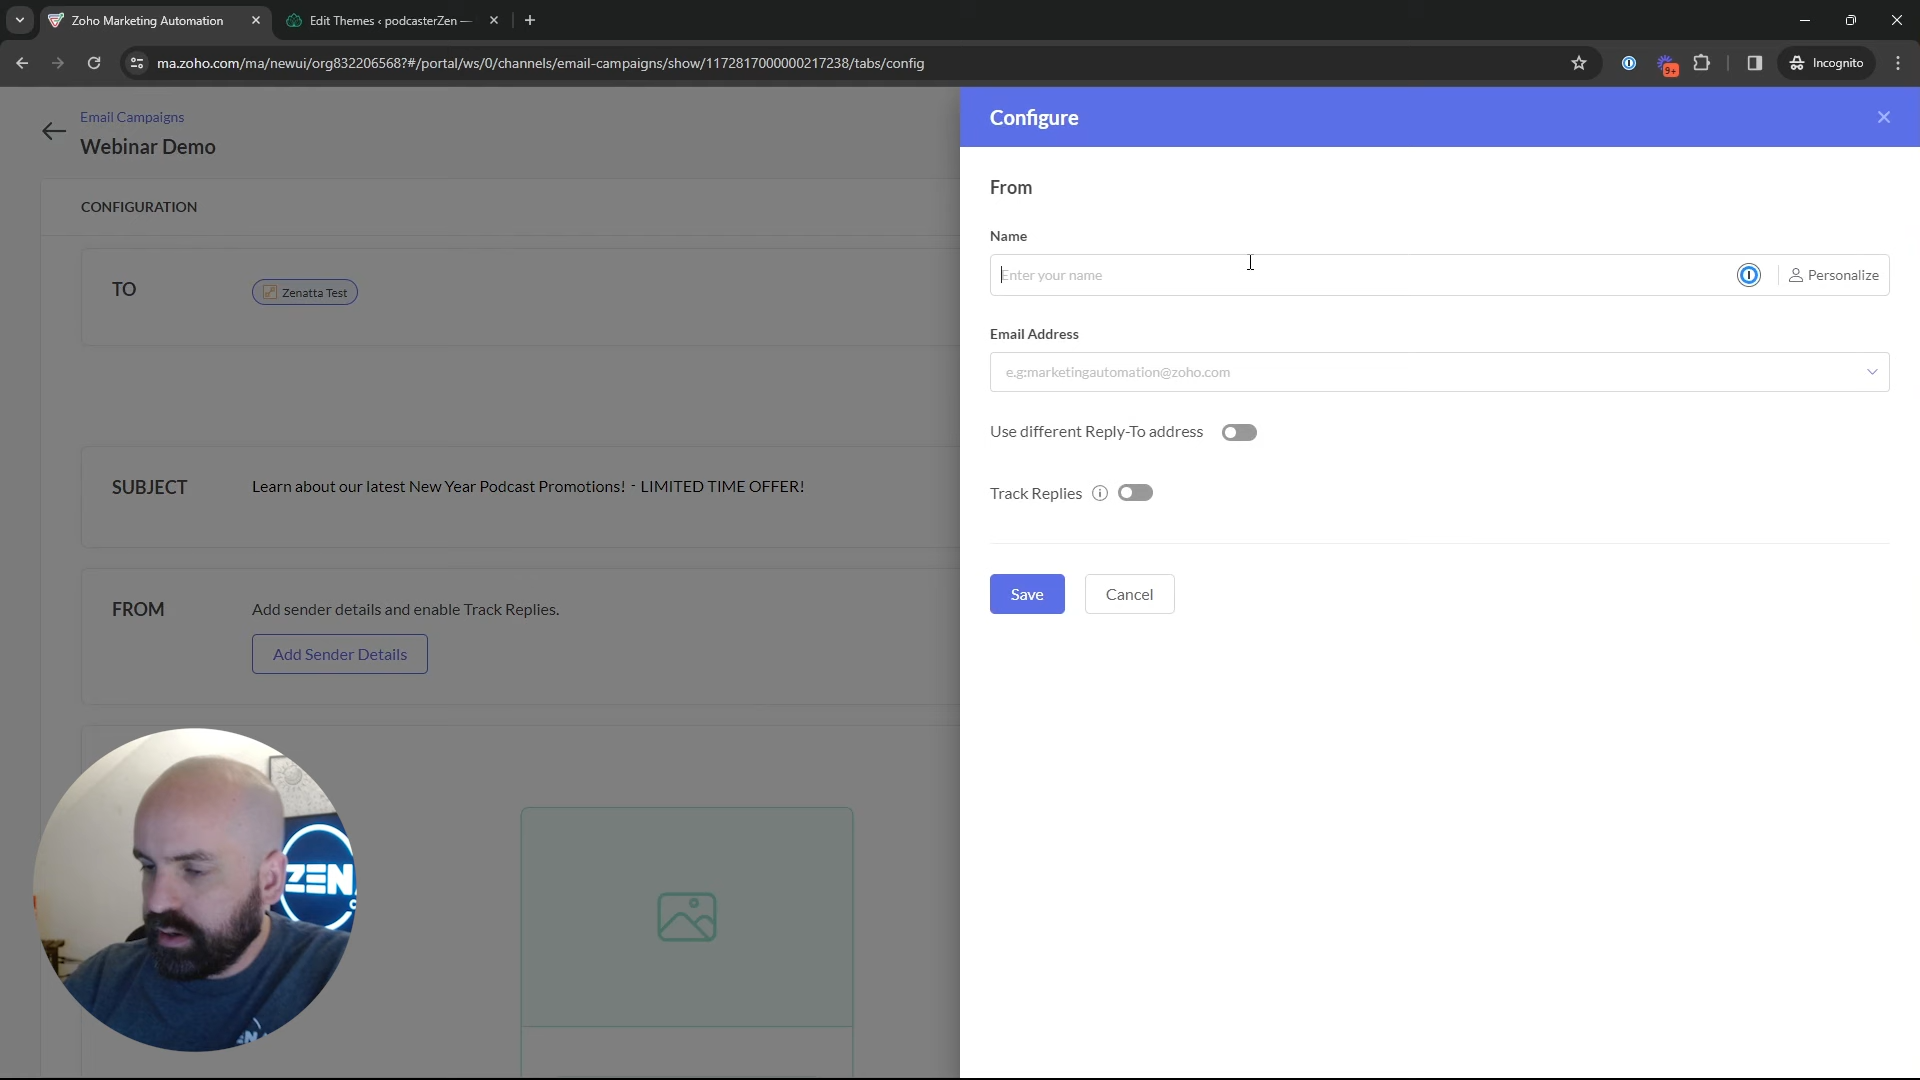 Zoho Marketing Automation
Edit Themes ‹ podcasterZen —
ma.zoho.com/ma/newui/org832206568?#/portal/ws/0/channels/email-campaigns/show/1172817000000217238/tabs/config
9+
Incognito
Email Campaigns
Webinar Demo
CONFIGURATION
TO
Zenatta Test
SUBJECT
Learn about our latest New Year Podcast Promotions! - LIMITED TIME OFFER!
FROM
Add sender details and enable Track Replies.
Add Sender Details
ZEN
Configure
From
Name
Enter your name
Personalize
Email Address
e.g:marketingautomation@zoho.com
Use different Reply-To address
Track Replies
Save
Cancel